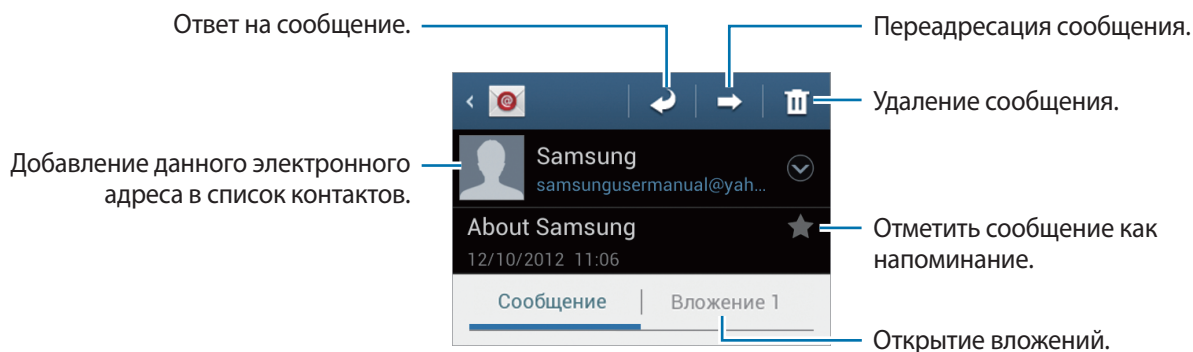 Ответ на сообщение.
Переадресация сообщения.
Удаление сообщения.
Добавление данного электронного
адреса в список контактов.
Samsung
samsungusermanual@yah...
About Samsung
12/10/2012 11:06
Отметить сообщение как
напоминание.
Сообщение
Вложение 1
Открытие вложений.